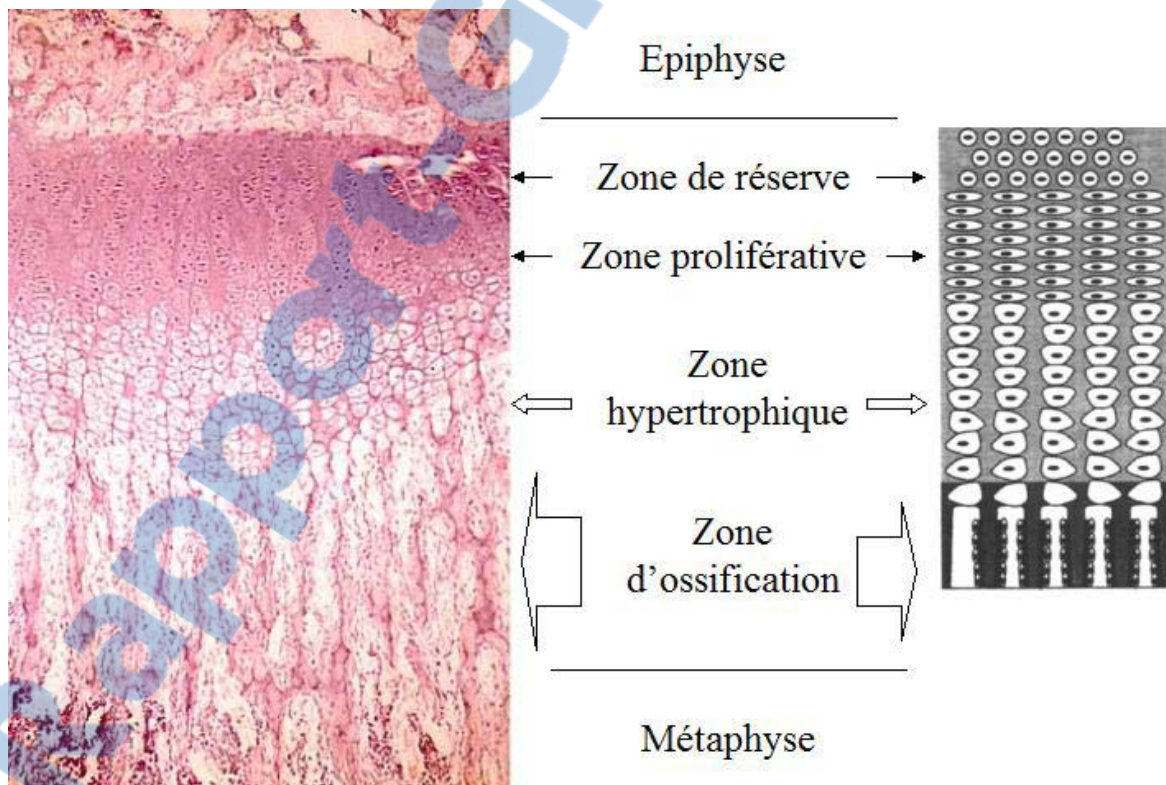 Epiphyse
Zone de réserve
Zone proliférative
Zone
hypertrophique
Zone
d'ossification
Métaphyse